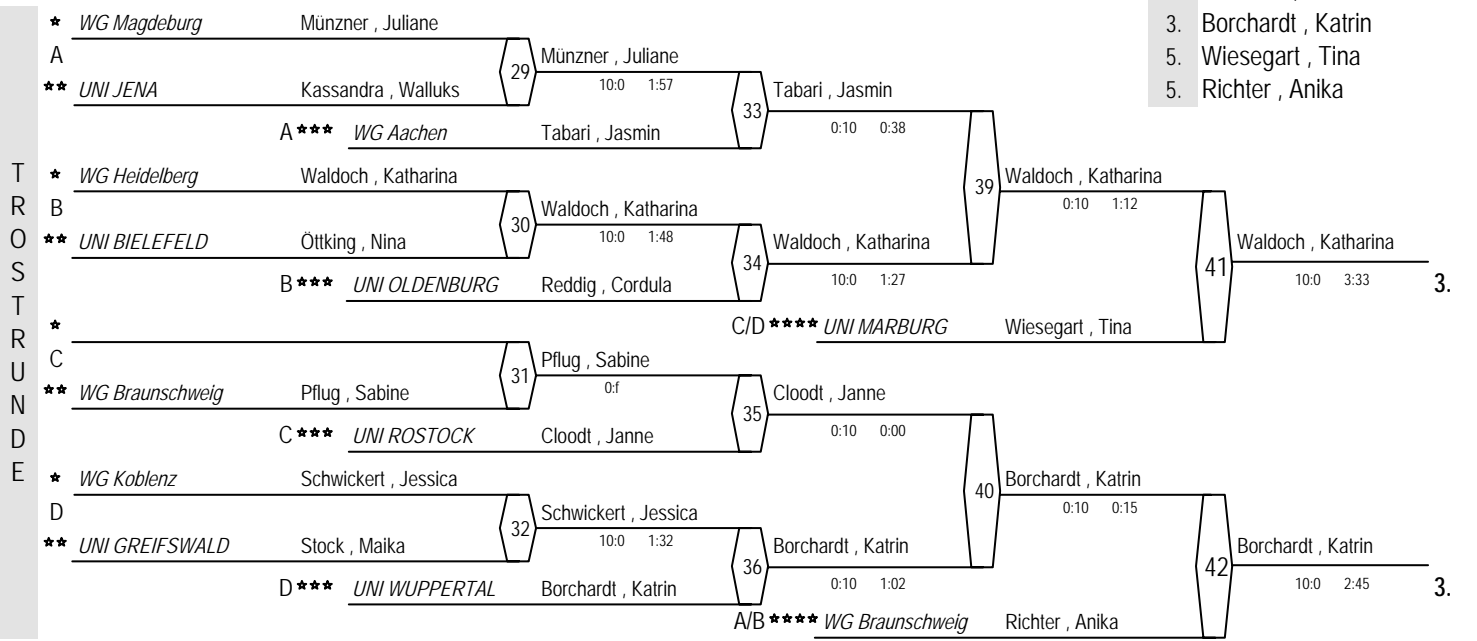 3. Borchardt , Katrin
5. Wiesegart , Tina
5. Richter , Anika
TROSTRUNDE
* WG Magdeburg Münzner , Juliane
A
** UNI JENA Kassandra , Walluks
29 Münzner , Juliane
10:0 1:57
A *** WG Aachen Tabari , Jasmin
33 Tabari , Jasmin
0:10 0:38
* WG Heidelberg Waldoch , Katharina
B
** UNI BIELEFELD Öttking , Nina
30 Waldoch , Katharina
10:0 1:48
B *** UNI OLDENBURG Reddig , Cordula
34 Waldoch , Katharina
10:0 1:27
39 Waldoch , Katharina
0:10 1:12
C/D **** UNI MARBURG Wiesegart , Tina
41 Waldoch , Katharina
10:0 3:33 3.
*
C
** WG Braunschweig Pflug , Sabine
31 Pflug , Sabine
0:f
C *** UNI ROSTOCK Cloodt , Janne
35 Cloodt , Janne
0:10 0:00
* WG Koblenz Schwickert , Jessica
D
** UNI GREIFSWALD Stock , Maika
32 Schwickert , Jessica
10:0 1:32
D *** UNI WUPPERTAL Borchardt , Katrin
36 Borchardt , Katrin
0:10 1:02
40 Borchardt , Katrin
0:10 0:15
A/B **** WG Braunschweig Richter , Anika
42 Borchardt , Katrin
10:0 2:45 3.